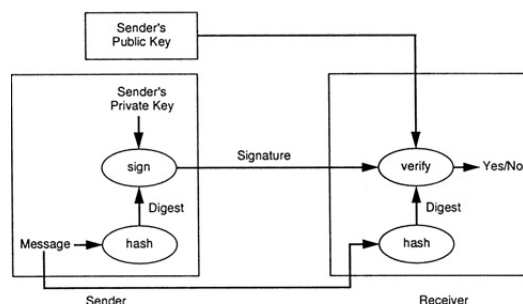 Sender's
Public Key
Sender's
Private Key
sign
Signature
verify
Yes/No
Digest
Digest
Message
hash
hash
Sender
Receiver